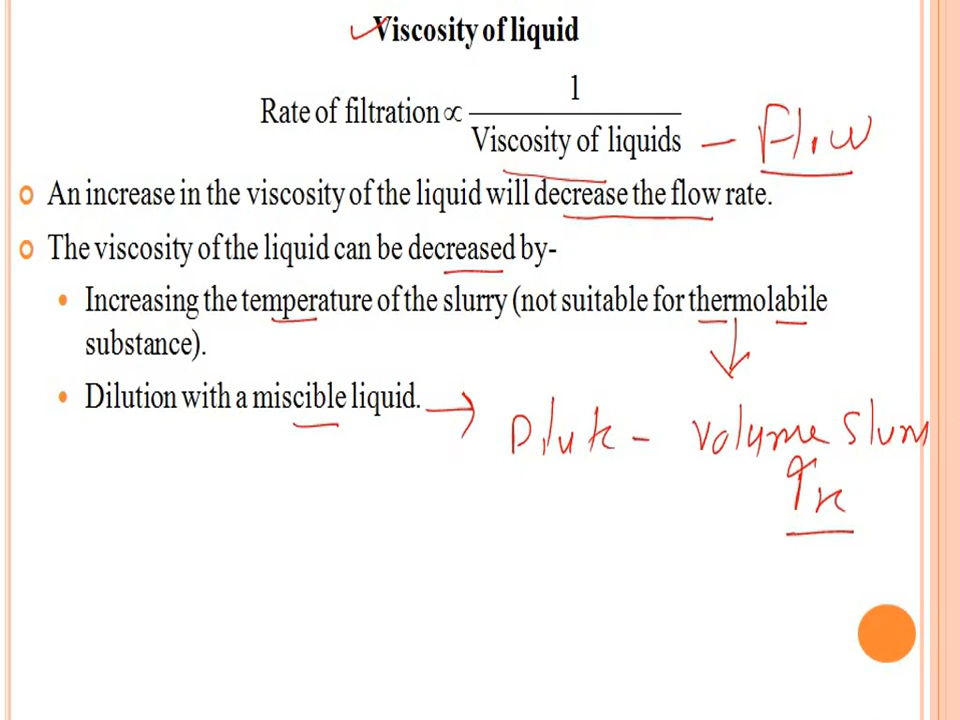 Viscosity of liquid
Rate of filtration ∝ 1 / Viscosity of liquids - Flow
An increase in the viscosity of the liquid will decrease the flow rate.
The viscosity of the liquid can be decreased by-
Increasing the temperature of the slurry (not suitable for thermolabile
substance).
Dilution with a miscible liquid. →
Dilute - volume slurry
↑